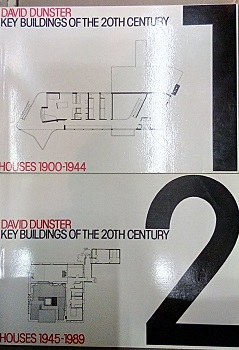 DAVID DUNSTER
KEY BUILDINGS OF THE 20TH CENTURY
1
HOUSES 1900-1944
DAVID DUNSTER
KEY BUILDINGS OF THE 20TH CENTURY
2
HOUSES 1945-1989